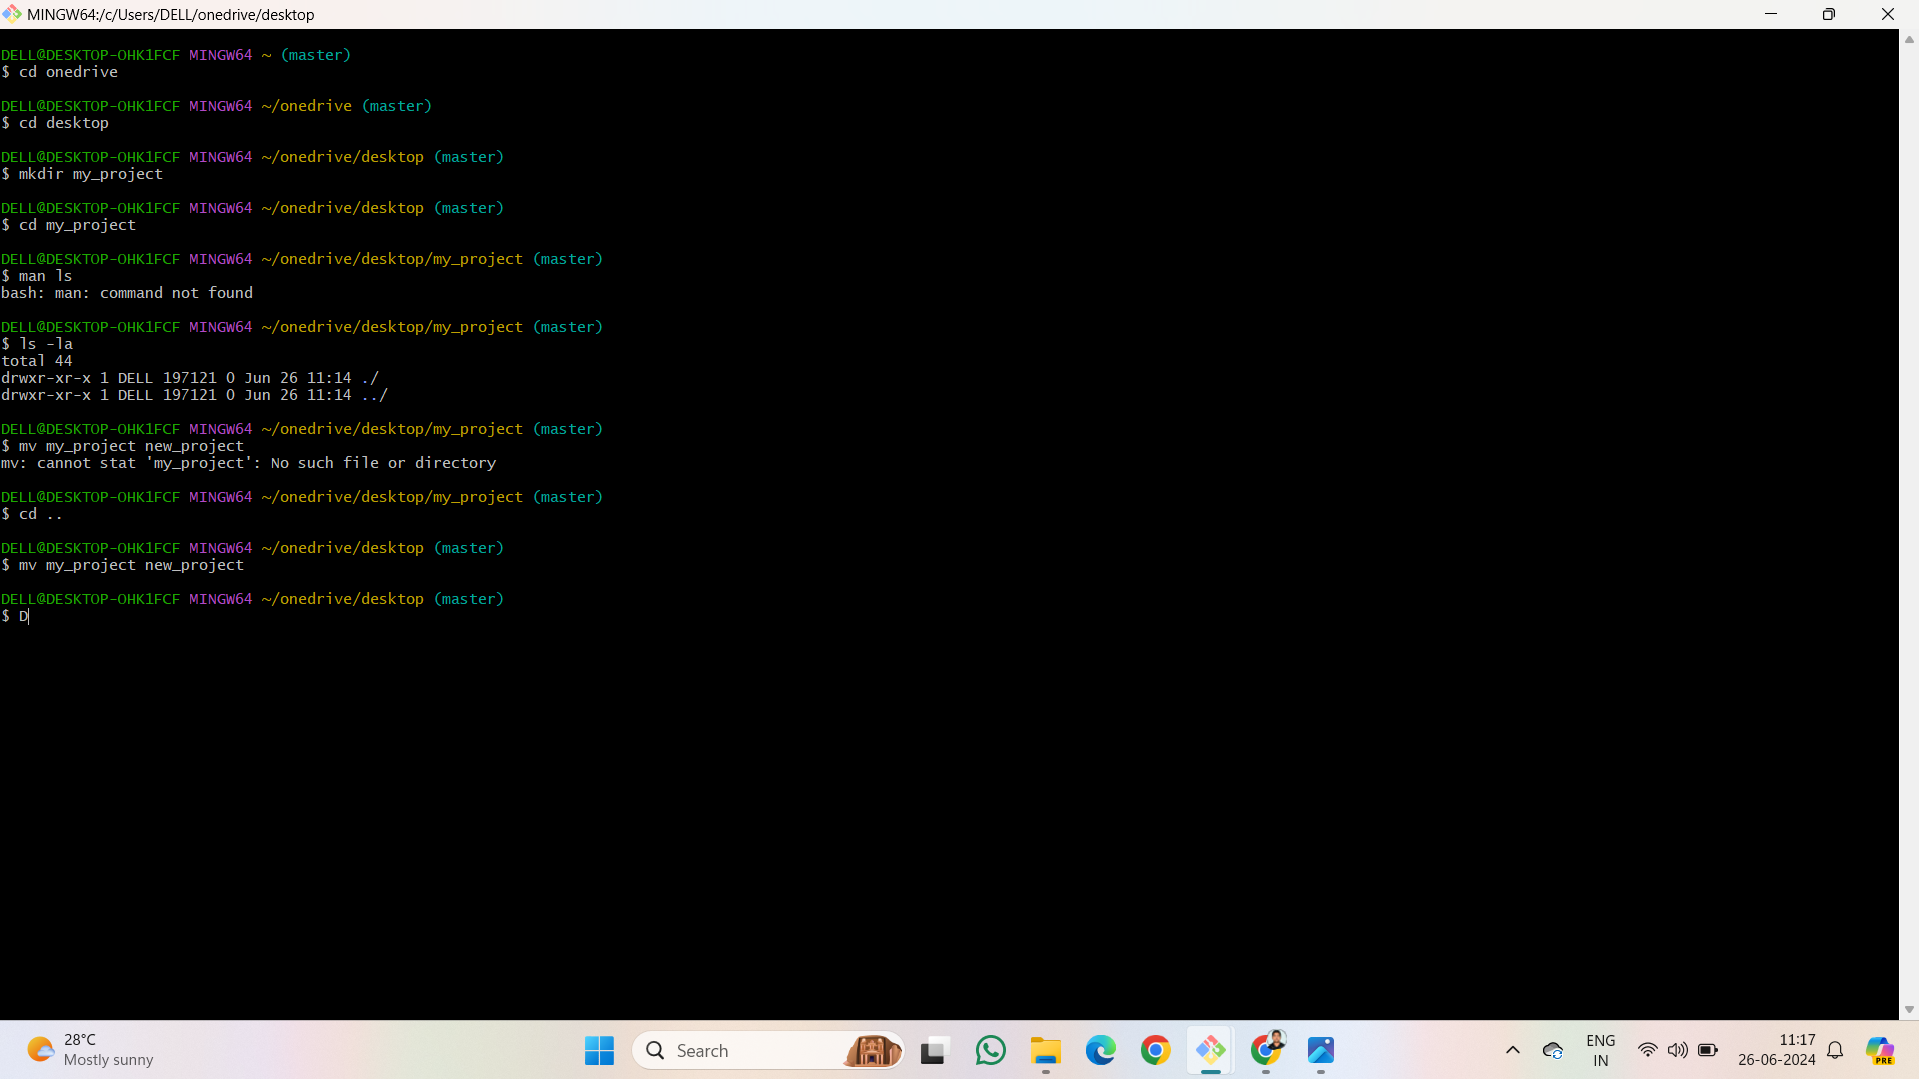 MINGW64:/c/Users/DELL/onedrive/desktop
DELL@DESKTOP-OHK1FCF MINGW64 ~ (master)
$ cd onedrive
DELL@DESKTOP-OHK1FCF MINGW64 ~/onedrive (master)
$ cd desktop
DELL@DESKTOP-OHK1FCF MINGW64 ~/onedrive/desktop (master)
$ mkdir my_project
DELL@DESKTOP-OHK1FCF MINGW64 ~/onedrive/desktop (master)
$ cd my_project
DELL@DESKTOP-OHK1FCF MINGW64 ~/onedrive/desktop/my_project (master)
$ man ls
bash: man: command not found
DELL@DESKTOP-OHK1FCF MINGW64 ~/onedrive/desktop/my_project (master)
$ ls -la
total 44
drwxr-xr-x 1 DELL 197121 0 Jun 26 11:14 ./
drwxr-xr-x 1 DELL 197121 0 Jun 26 11:14 ../
DELL@DESKTOP-OHK1FCF MINGW64 ~/onedrive/desktop/my_project (master)
$ mv my_project new_project
mv: cannot stat 'my_project': No such file or directory
DELL@DESKTOP-OHK1FCF MINGW64 ~/onedrive/desktop/my_project (master)
$ cd ..
DELL@DESKTOP-OHK1FCF MINGW64 ~/onedrive/desktop (master)
$ mv my_project new_project
DELL@DESKTOP-OHK1FCF MINGW64 ~/onedrive/desktop (master)
$ D
28°C
Mostly sunny
Search
ENG
IN
11:17
26-06-2024
PRE